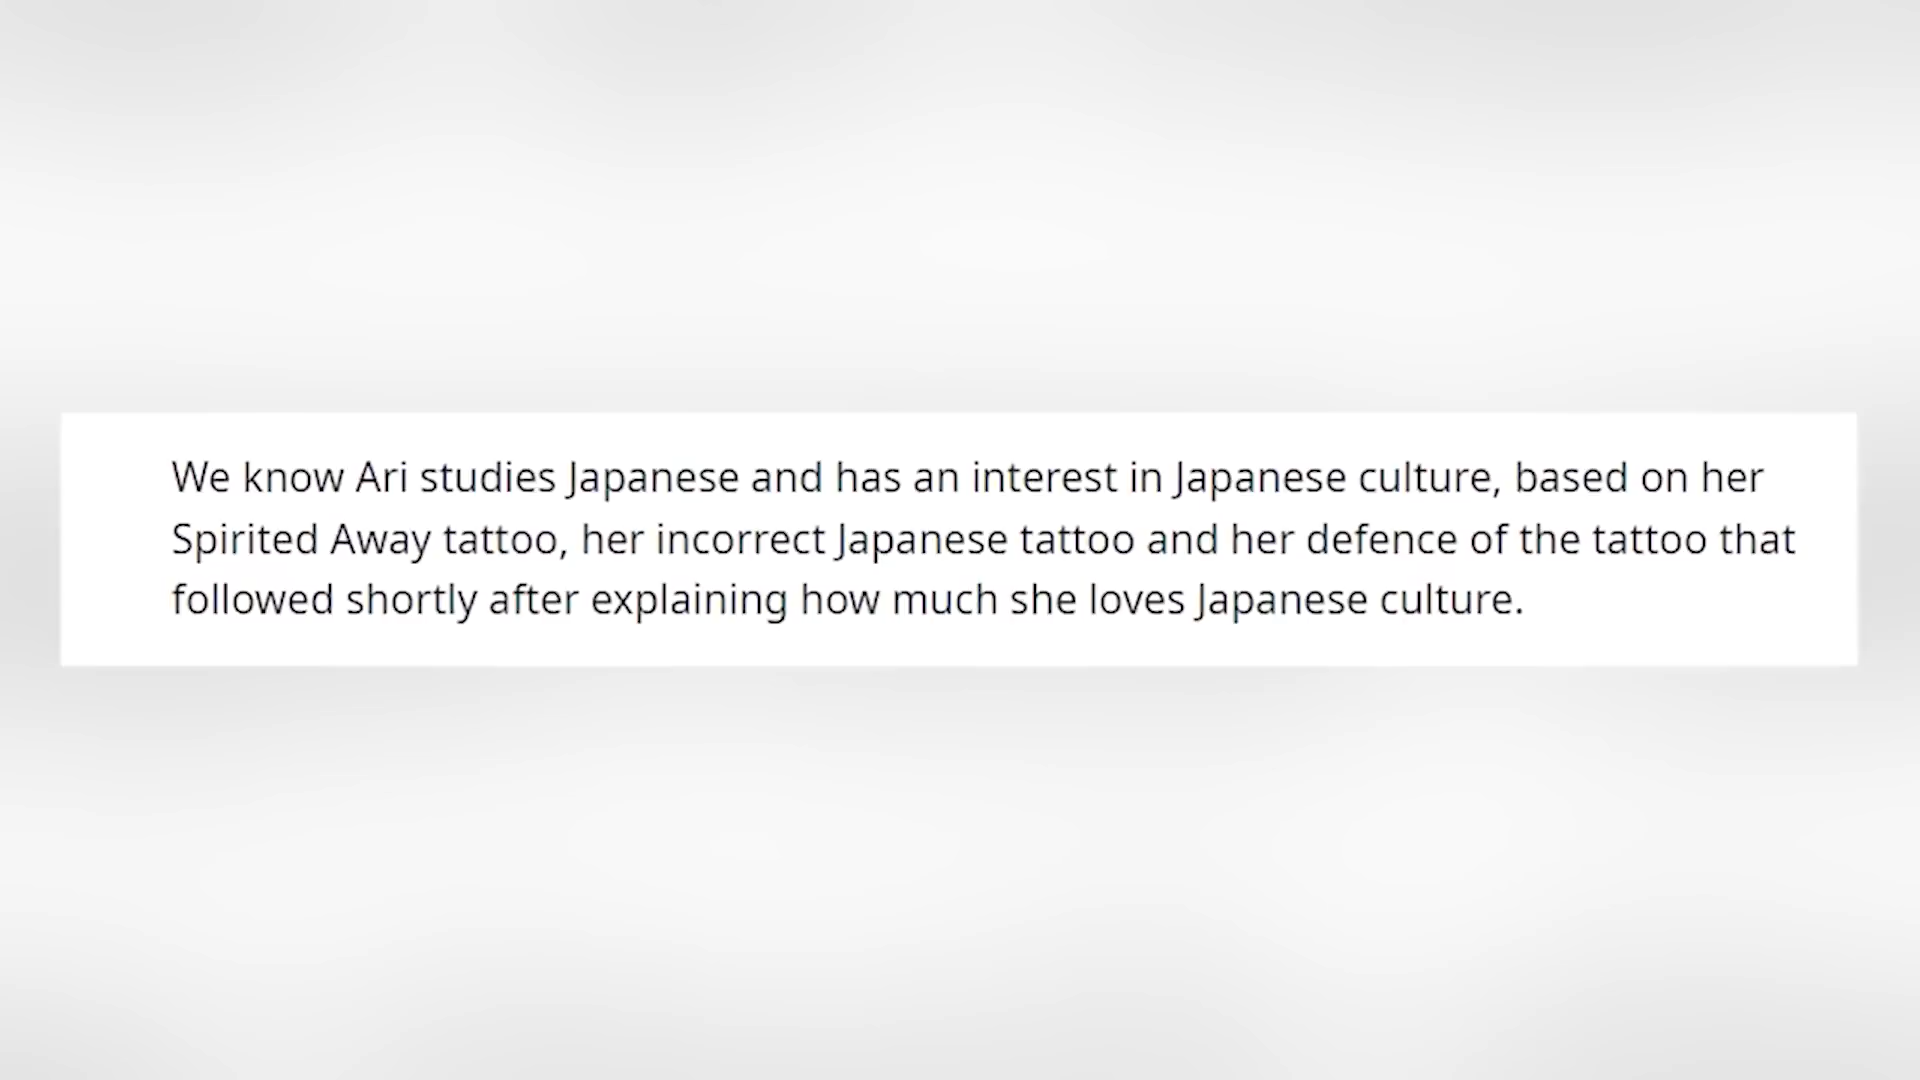 We know Ari studies Japanese and has an interest in Japanese culture, based on her
Spirited Away tattoo, her incorrect Japanese tattoo and her defence of the tattoo that
followed shortly after explaining how much she loves Japanese culture.